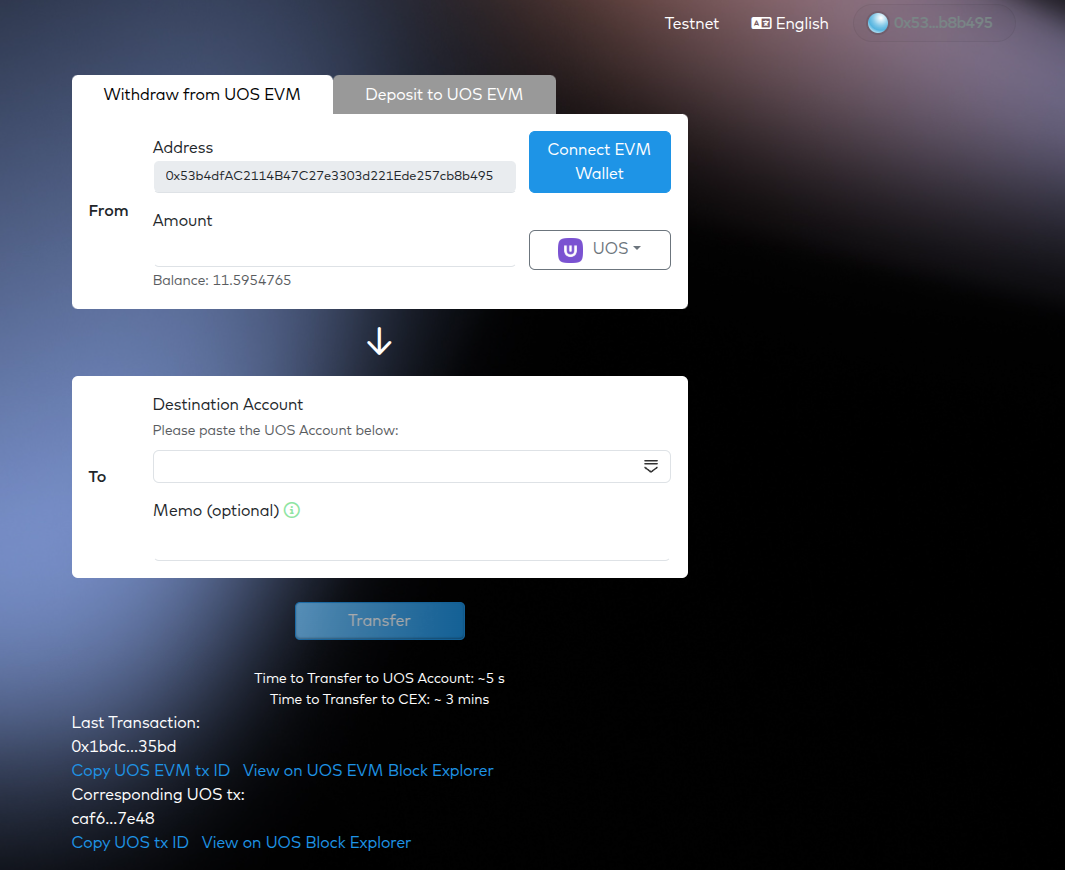 Testnet
English
0x53...b8b495
Withdraw from UOS EVM
Deposit to UOS EVM
Address
Connect EVM
Wallet
0x53b4dfAC2114B47C27e3303d221Ede257cb8b495
From
Amount
UOS
Balance: 11.5954765
Destination Account
Please paste the UOS Account below:
To
Memo (optional)
Transfer
Time to Transfer to UOS Account: ~5 s
Time to Transfer to CEX: ~ 3 mins
Last Transaction:
0x1bdc...35bd
Copy UOS EVM tx ID View on UOS EVM Block Explorer
Corresponding UOS tx:
caf6...7e48
Copy UOS tx ID View on UOS Block Explorer